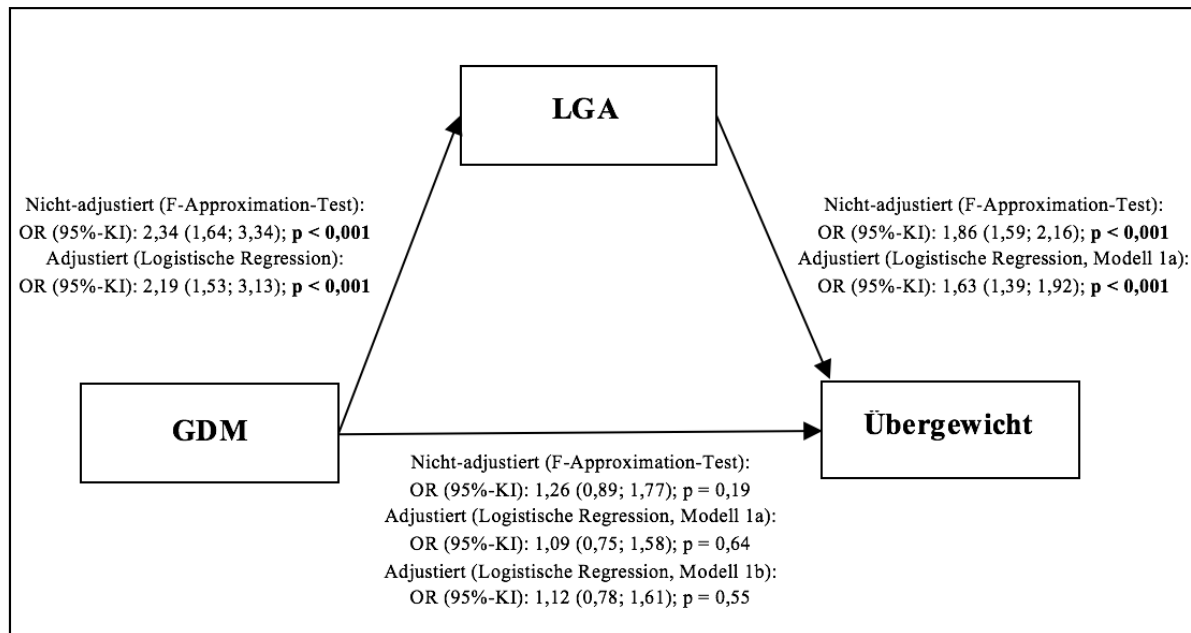 LGA
Nicht-adjustiert (F-Approximation-Test):
OR (95%-KI): 2,34 (1,64; 3,34); p < 0,001
Adjustiert (Logistische Regression):
OR (95%-KI): 2,19 (1,53; 3,13); p < 0,001
Nicht-adjustiert (F-Approximation-Test):
OR (95%-KI): 1,86 (1,59; 2,16); p < 0,001
Adjustiert (Logistische Regression, Modell 1a):
OR (95%-KI): 1,63 (1,39; 1,92); p < 0,001
GDM
Übergewicht
Nicht-adjustiert (F-Approximation-Test):
OR (95%-KI): 1,26 (0,89; 1,77); p = 0,19
Adjustiert (Logistische Regression, Modell 1a):
OR (95%-KI): 1,09 (0,75; 1,58); p = 0,64
Adjustiert (Logistische Regression, Modell 1b):
OR (95%-KI): 1,12 (0,78; 1,61); p = 0,55